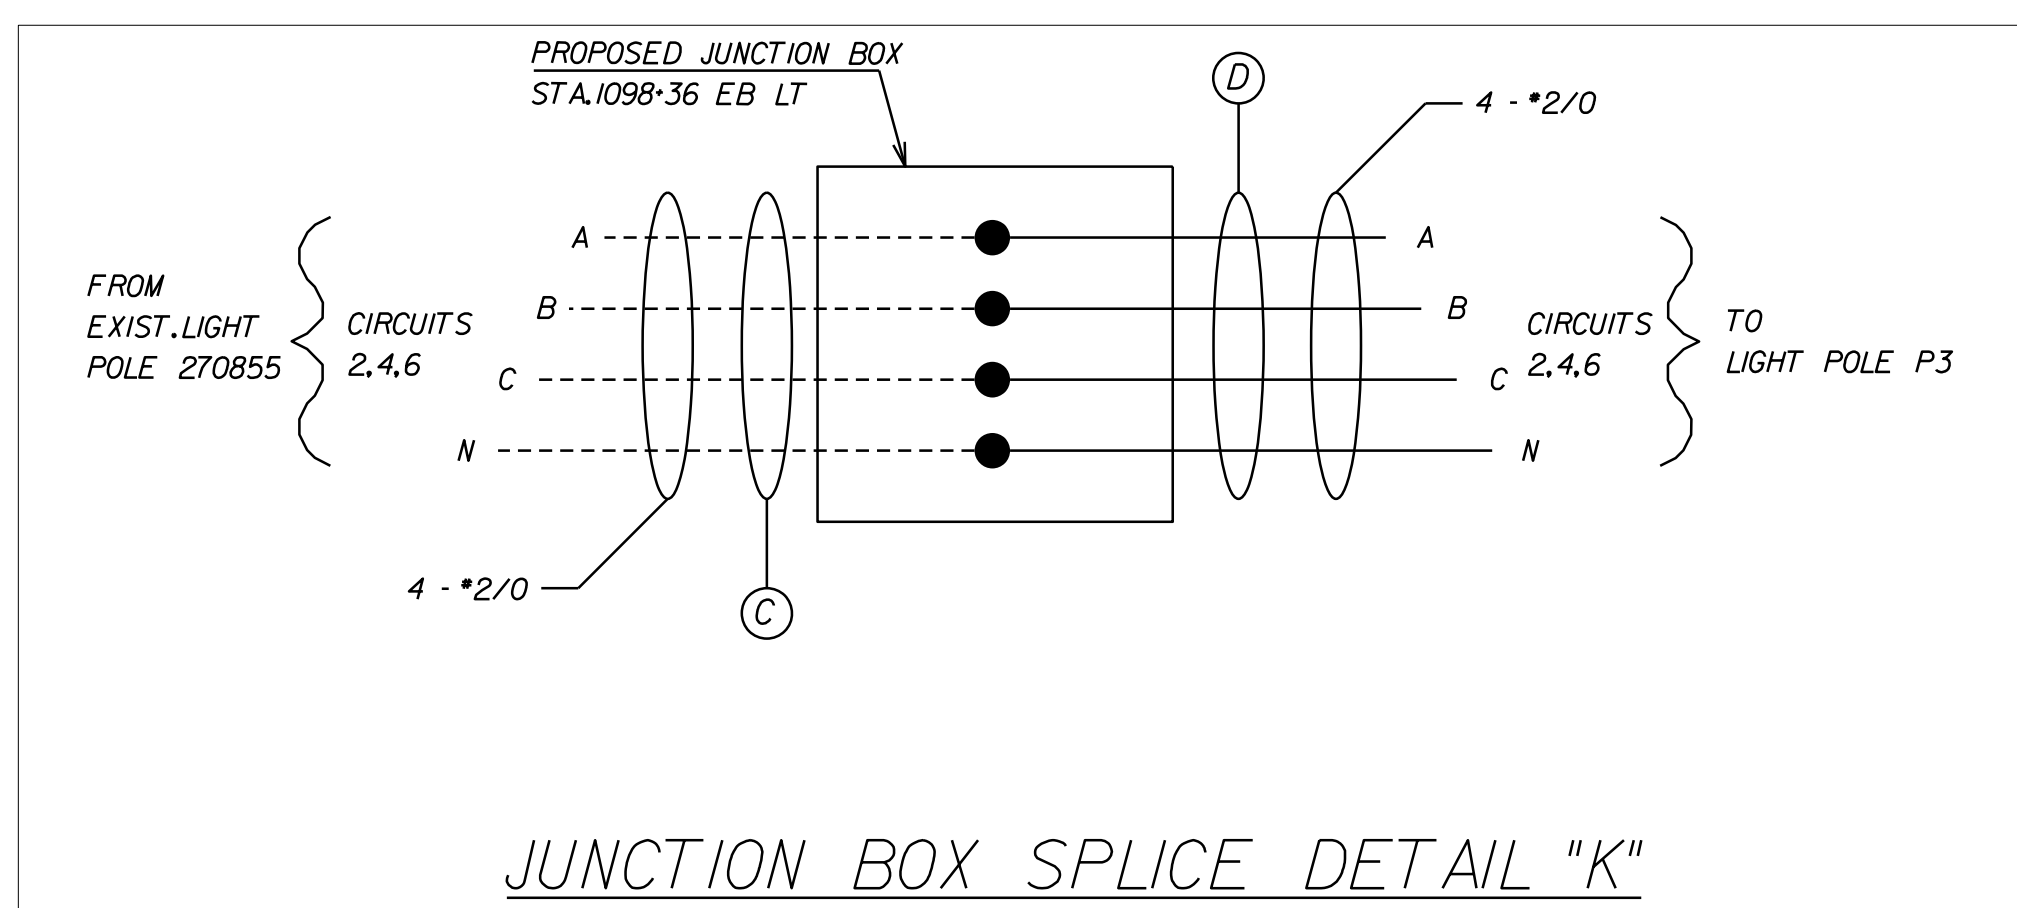 PROPOSED JUNCTION BOX
STA.1098+36 EB LT
D
4 - #2/0
A
A
FROM
EXIST.LIGHT
POLE 270855
CIRCUITS
2,4,6
B
B
CIRCUITS
2,4,6
TO
LIGHT POLE P3
C
C
N
N
4 - #2/0
C
JUNCTION BOX SPLICE DETAIL "K"